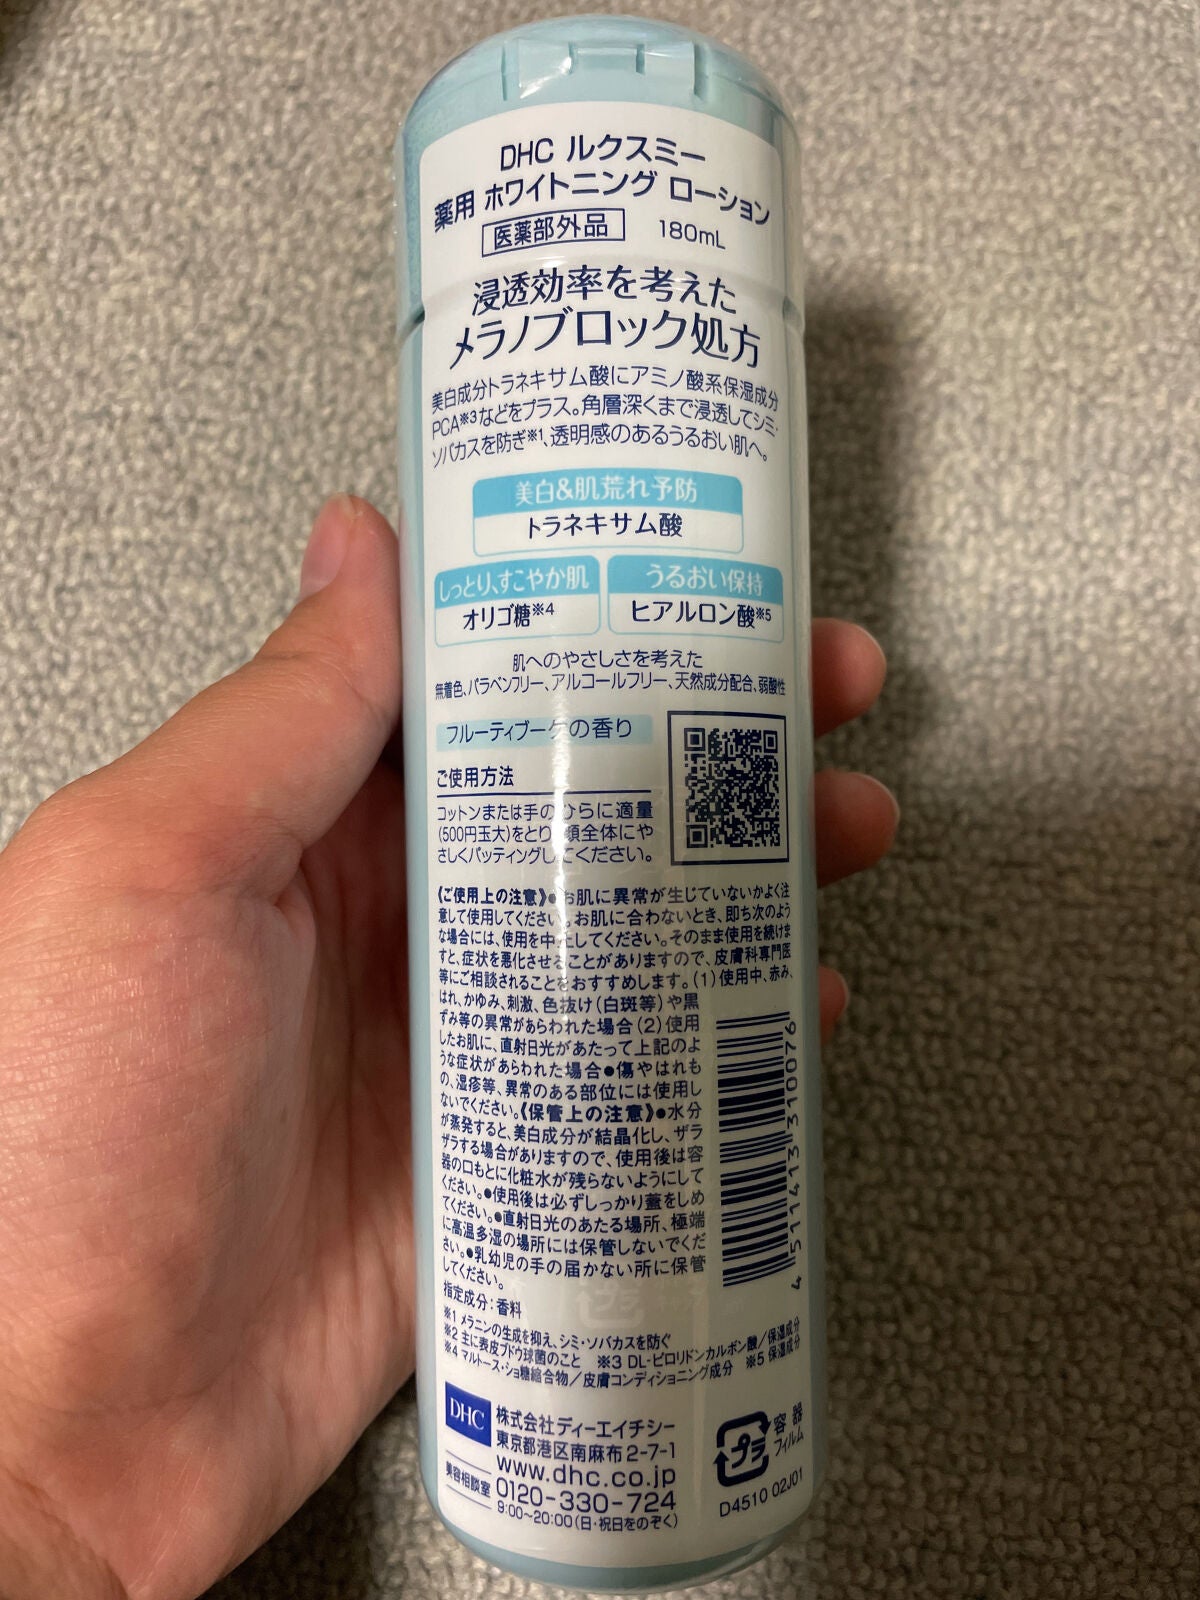 DHC ルクスミー
薬用 ホワイトニング ローション
医薬部外品 180mL
浸透効率を考えた
メラノブロック処方
美白成分トラネキサム酸にアミノ酸系保湿成分
PCA※3などをプラス。角層深くまで浸透してシミ・
ソバカスを防ぎ※1、透明感のあるうるおい肌へ。
美白&肌荒れ予防
トラネキサム酸
しっとり、すこやか肌
オリゴ糖※4
うるおい保持
ヒアルロン酸※5
肌へのやさしさを考えた
無着色、パラベンフリー、アルコールフリー、天然成分配合、弱酸性
フルーティブーケの香り
ご使用方法
コットンまたは手のひらに適量
(500円玉大)をとり 顔全体にや
さしくパッティングしてください。
《ご使用上の注意》●お肌に異常が生じていないかよく注
意して使用してください。お肌に合わないとき、即ち次のよう
な場合には、使用を中止してください。そのまま使用を続けま
すと、症状を悪化させることがありますので、皮膚科専門医
等にご相談されることをおすすめします。(1)使用中、赤み、
はれ、かゆみ、刺激、色抜け(白斑等)や黒
ずみ等の異常があらわれた場合(2)使用
したお肌に、直射日光があたって上記のよ
うな症状があらわれた場合●傷やはれも
の、湿疹等、異常のある部位には使用し
ないでください。《保管上の注意》●水分
が蒸発すると、美白成分が結晶化し、ザラ
ザラする場合がありますので、使用後は容
器の口もとに化粧水が残らないようにして
ください。●使用後は必ずしっかり蓋をしめ
てください。●直射日光のあたる場所、極端
に高温多湿の場所には保管しないでくだ
さい。●乳幼児の手の届かない所に保管
してください。
4511413310076
指定成分:香料
※1 メラニンの生成を抑え、シミ・ソバカスを防ぐ
※2 主に表皮ブドウ球菌のこと ※3 DL-ピロリドンカルボン酸/保湿成分
※4 マルトース・ショ糖縮合物/皮膚コンディショニング成分 ※5 保湿成分
DHC 株式会社ディーエイチシー
東京都港区南麻布2-7-1
www.dhc.co.jp
美容相談室 0120-330-724
9:00~20:00(日・祝日をのぞく)
プラ 容器
フィルム
D4510 02J01